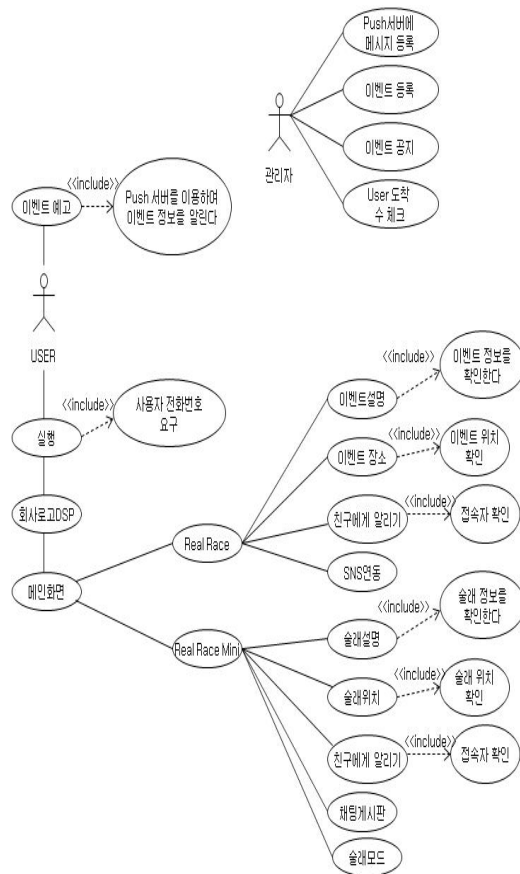 Push서버에
메시지 등록
이벤트 등록
이벤트 공지
User 도착
수 체크
관리자
<<include>>
이벤트 예고
Push 서버를 이용하며
이벤트 정보를 알린다
USER
<<include>>
실행
사용자 전화번호
요구
회사로고DSP
메인화면
Real Race
Real Race Mini
이벤트설명
<<include>>
이벤트 정보를
확인한다
이벤트 장소
<<include>>
이벤트 위치
확인
친구에게 알리기
<<include>>
접속자 확인
SNS연동
술래설명
<<include>>
술래 정보를
확인한다
술래위치
<<include>>
술래 위치
확인
친구에게 알리기
<<include>>
접속자 확인
채팅게시판
술래모드